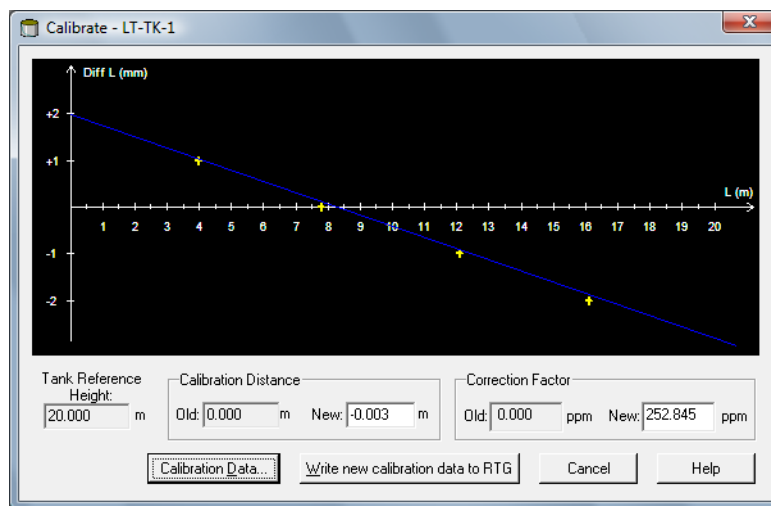 Calibrate - LT-TK-1
Diff L (mm)
+2
+1
L (m)
1 2 3 4 5 6 7 8 9 10 11 12 13 14 15 16 17 18 19 20
-1
-2
Tank Reference Height:
20.000 m
Calibration Distance
Old: 0.000 m New: -0.003 m
Correction Factor
Old: 0.000 ppm New: 252.845 ppm
Calibration Data...
Write new calibration data to RTG
Cancel
Help